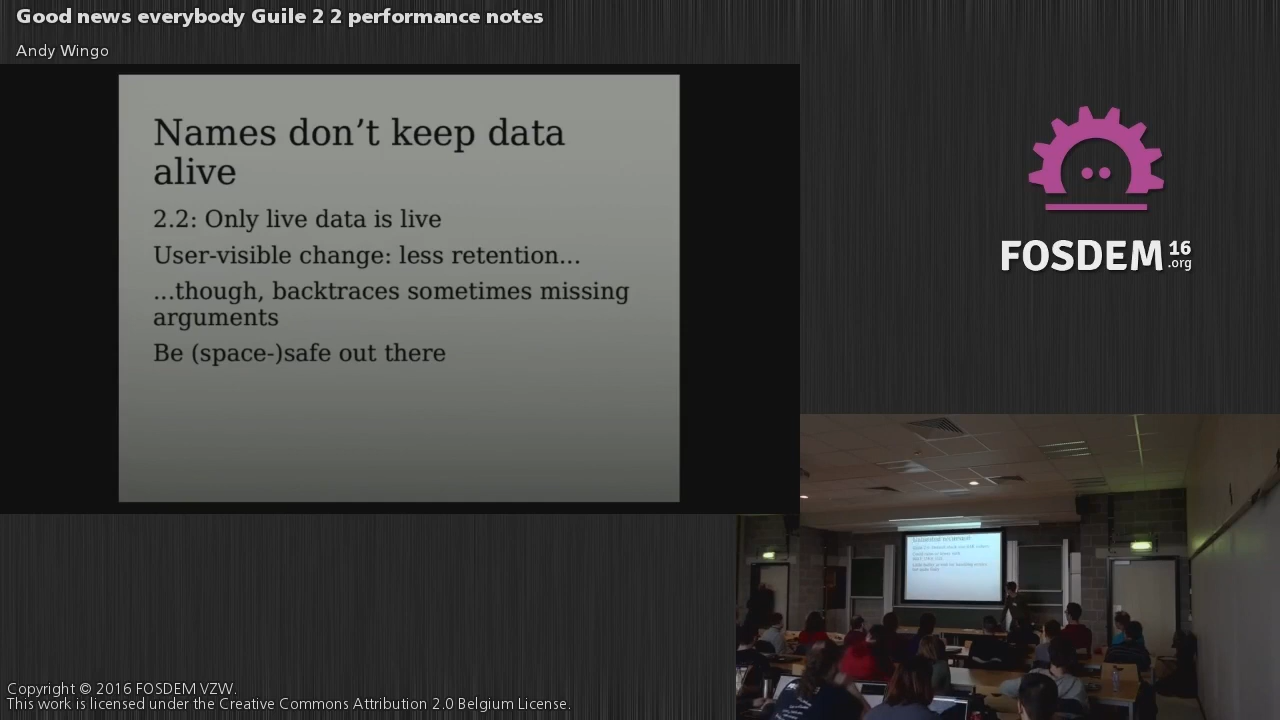 Good news everybody Guile 2 2 performance notes
Andy Wingo
Names don’t keep data
alive
2.2: Only live data is live
User-visible change: less retention...
...though, backtraces sometimes missing
arguments
Be (space-)safe out there
FOSDEM 16
.org
Copyright © 2016 FOSDEM VZW.
This work is licensed under the Creative Commons Attribution 2.0 Belgium License.